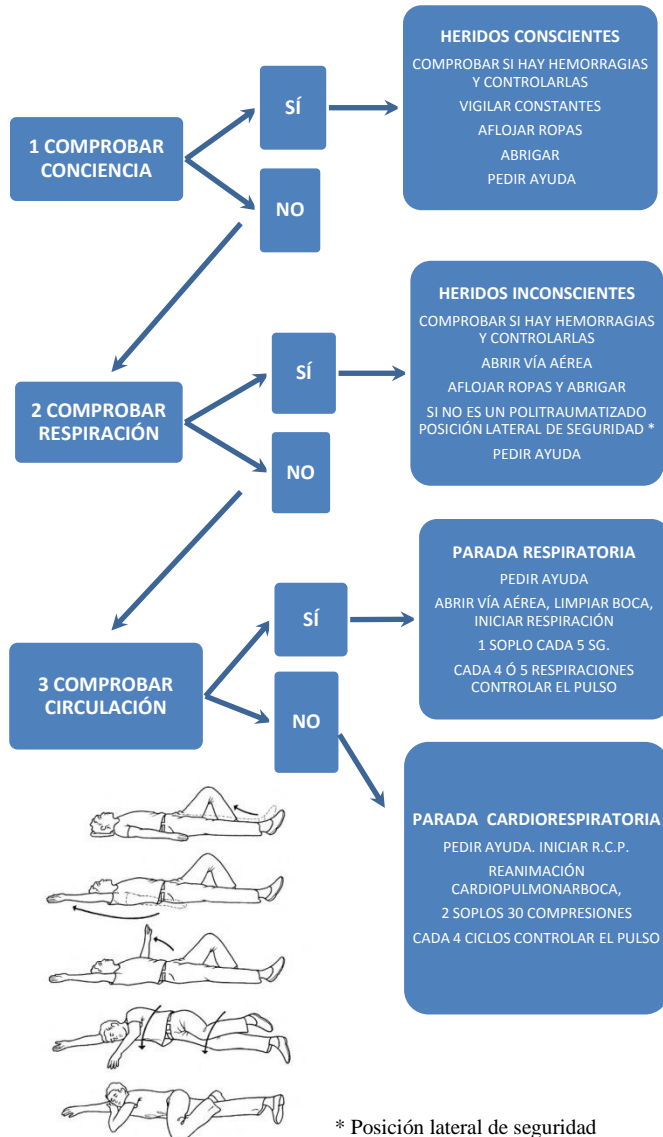 1 COMPROBAR
CONCIENCIA
SÍ
HERIDOS CONSCIENTES
COMPROBAR SI HAY HEMORRAGIAS
Y CONTROLARLAS
VIGILAR CONSTANTES
AFLOJAR ROPAS
ABRIGAR
PEDIR AYUDA
NO
2 COMPROBAR
RESPIRACIÓN
SÍ
HERIDOS INCONSCIENTES
COMPROBAR SI HAY HEMORRAGIAS
Y CONTROLARLAS
ABRIR VÍA AÉREA
AFLOJAR ROPAS Y ABRIGAR
SI NO ES UN POLITRAUMATIZADO
POSICIÓN LATERAL DE SEGURIDAD *
PEDIR AYUDA
NO
3 COMPROBAR
CIRCULACIÓN
SÍ
PARADA RESPIRATORIA
PEDIR AYUDA
ABRIR VÍA AÉREA, LIMPIAR BOCA,
INICIAR RESPIRACIÓN
1 SOPLO CADA 5 SG.
CADA 4 Ó 5 RESPIRACIONES
CONTROLAR EL PULSO
NO
PARADA CARDIORESPIRATORIA
PEDIR AYUDA. INICIAR R.C.P.
REANIMACIÓN
CARDIOPULMONARBOCA,
2 SOPLOS 30 COMPRESIONES
CADA 4 CICLOS CONTROLAR EL PULSO
* Posición lateral de seguridad